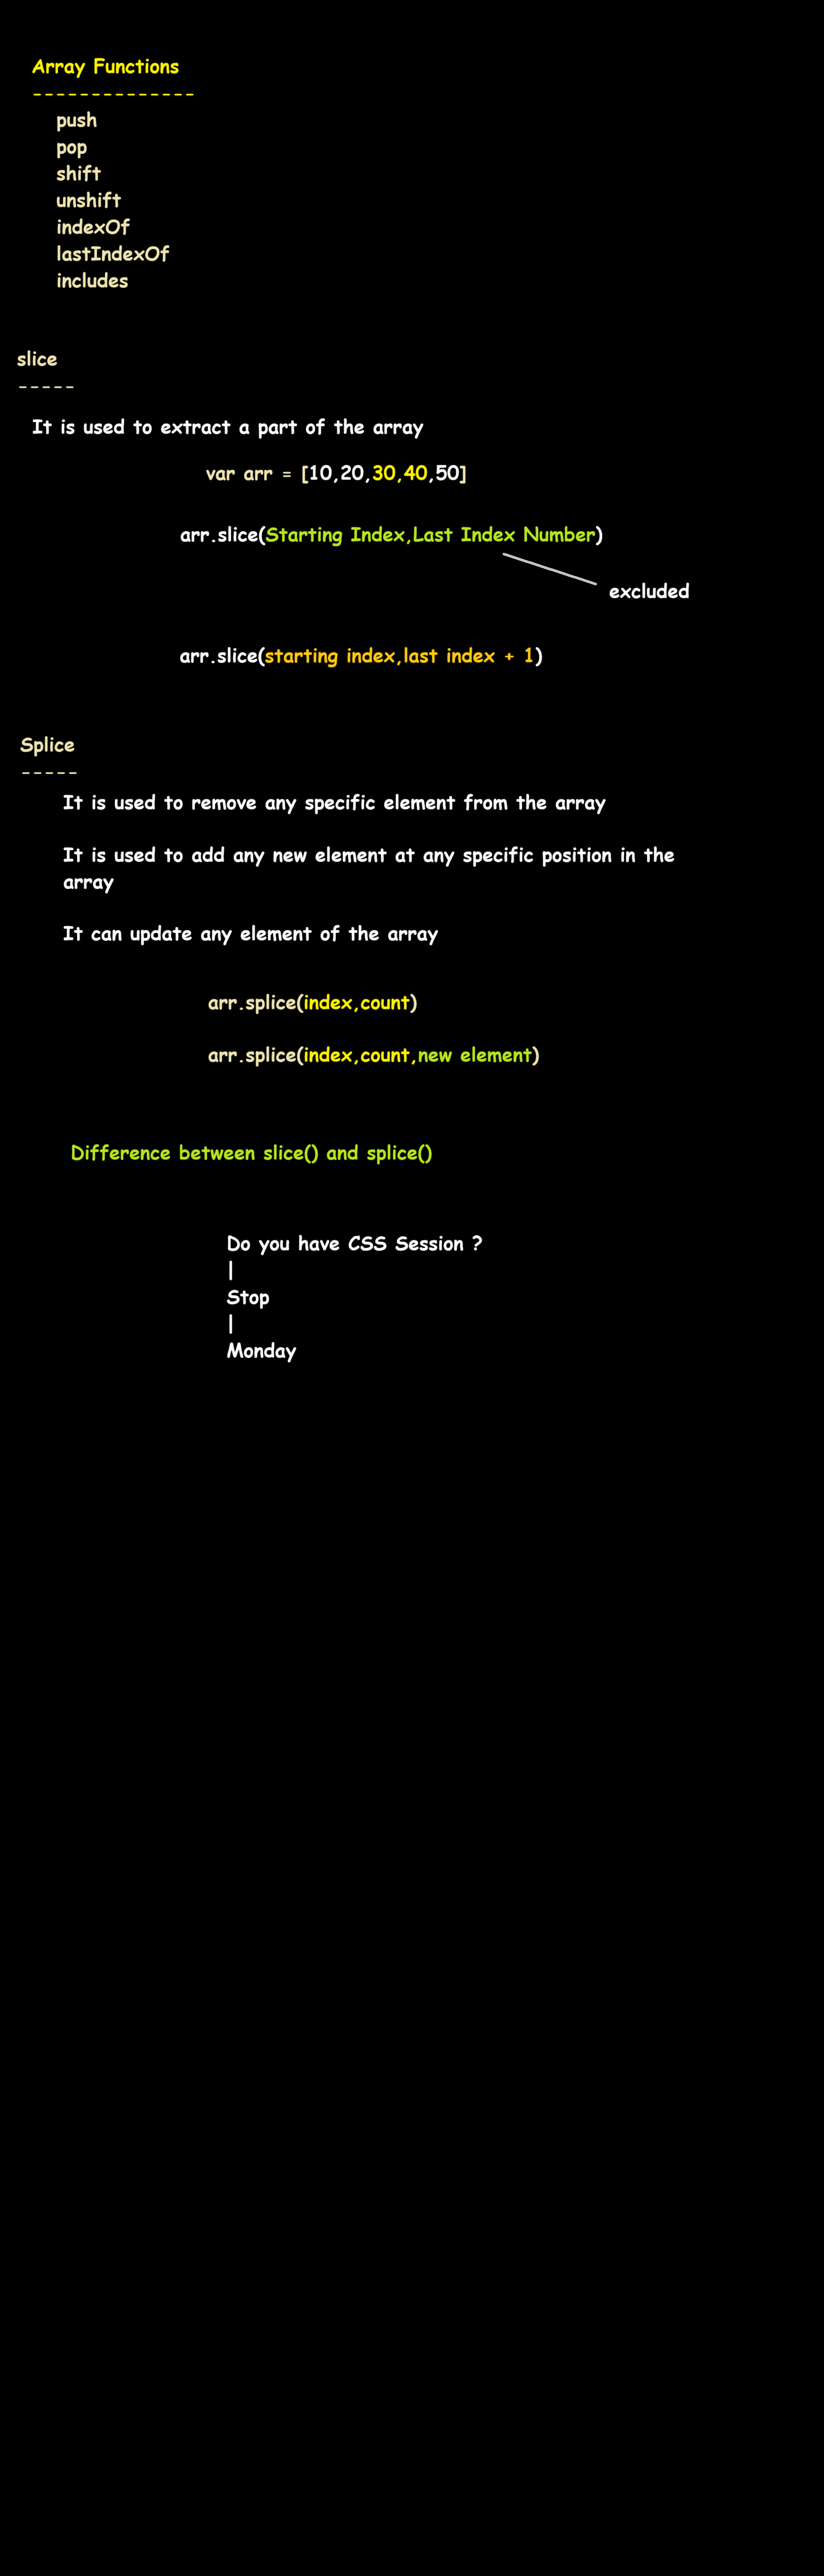 Array Functions
--------------
push
pop
shift
unshift
indexOf
lastIndexOf
includes
slice
-----
It is used to extract a part of the array
var arr = [10,20,30,40,50]
arr.slice(Starting Index,Last Index Number)
excluded
arr.slice(starting index,last index + 1)
Splice
-----
It is used to remove any specific element from the array
It is used to add any new element at any specific position in the
array
It can update any element of the array
arr.splice(index,count)
arr.splice(index,count,new element)
Difference between slice() and splice()
Do you have CSS Session ?
|
Stop
|
Monday